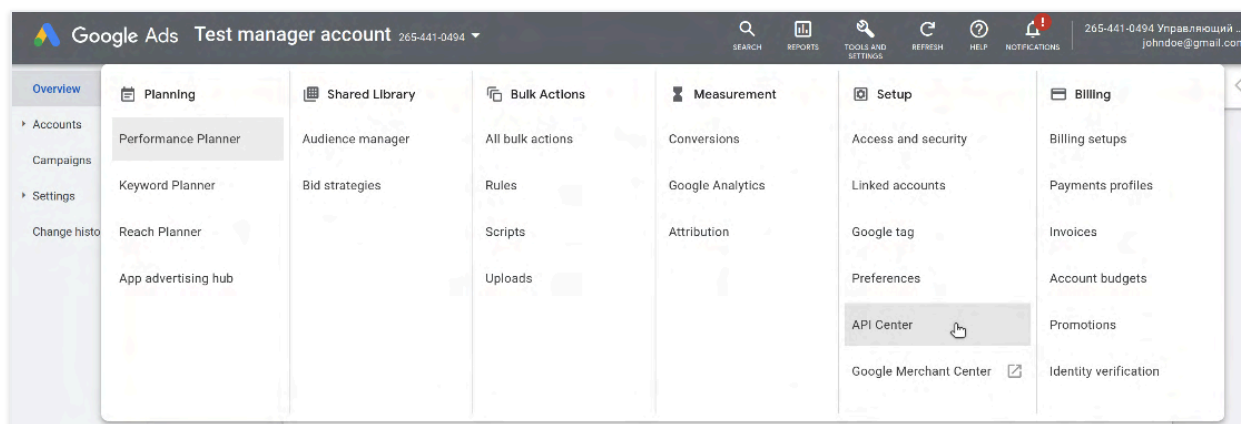 Google Ads Test manager account 265-441-0494
SEARCH
REPORTS
TOOLS AND
SETTINGS
REFRESH
HELP
NOTIFICATIONS
!
265-441-0494 Управляющий ...
johndoe@gmail.com
Overview
Accounts
Campaigns
Settings
Change histo
Planning
Performance Planner
Keyword Planner
Reach Planner
App advertising hub
Shared Library
Audience manager
Bid strategies
Bulk Actions
All bulk actions
Rules
Scripts
Uploads
Measurement
Conversions
Google Analytics
Attribution
Setup
Access and security
Linked accounts
Google tag
Preferences
API Center
Google Merchant Center
Billing
Billing setups
Payments profiles
Invoices
Account budgets
Promotions
Identity verification